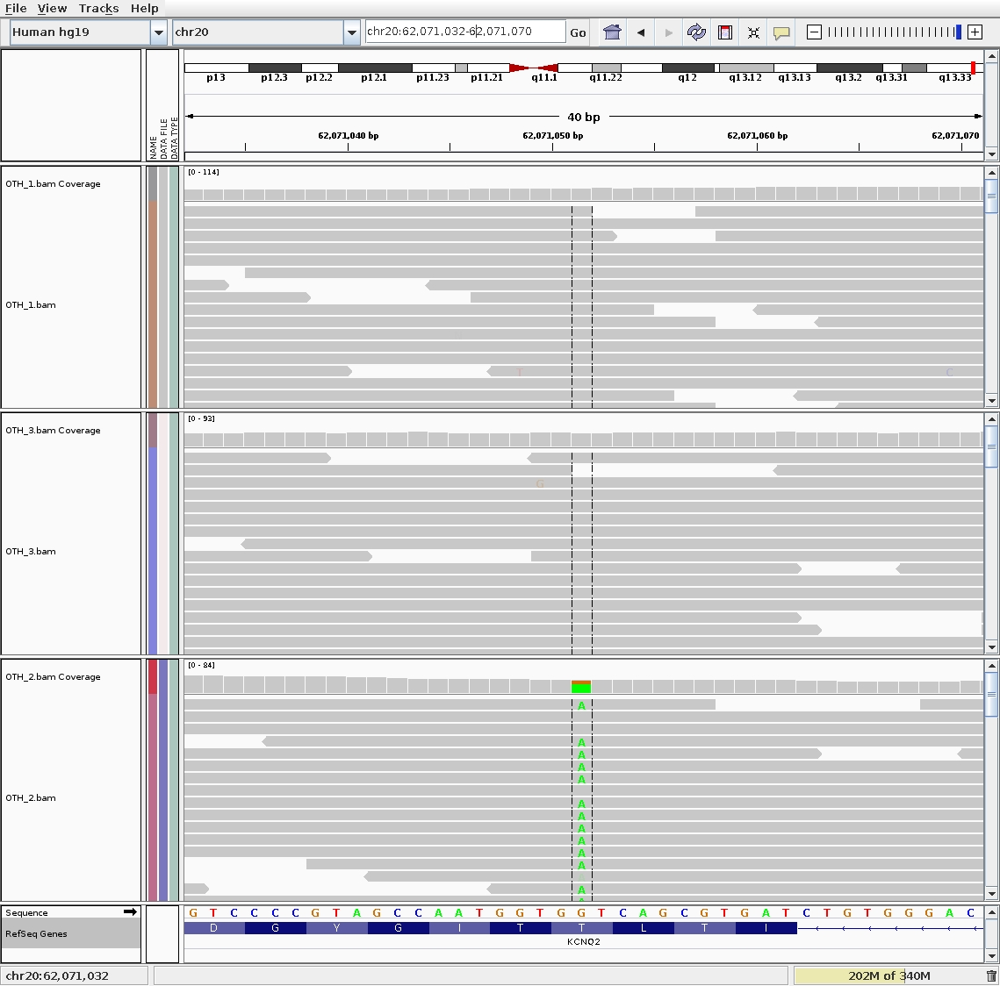 File View Tracks Help
Human hg19 chr20 chr20:62,071,032-62,071,070 Go
NAME
DATA FILE
DATA TYPE
p13 p12.3 p12.2 p12.1 p11.23 p11.21 q11.1 q11.22 q12 q13.12 q13.13 q13.2 q13.31 q13.33
40 bp
62,071,040 bp 62,071,050 bp 62,071,060 bp 62,071,070
[0 - 114]
OTH_1.bam Coverage
OTH_1.bam
T C
[0 - 93]
OTH_3.bam Coverage
G
OTH_3.bam
[0 - 84]
OTH_2.bam Coverage
A
A
A
A
A
OTH_2.bam
A
A
A
A
A
A
A
A
Sequence G T C C C C G T A G C C A A T G G T G G T C A G C G T G A T C T G T G G G A C
RefSeq Genes D G Y G I T T L T I
KCNQ2
chr20:62,071,032 202M of 340M